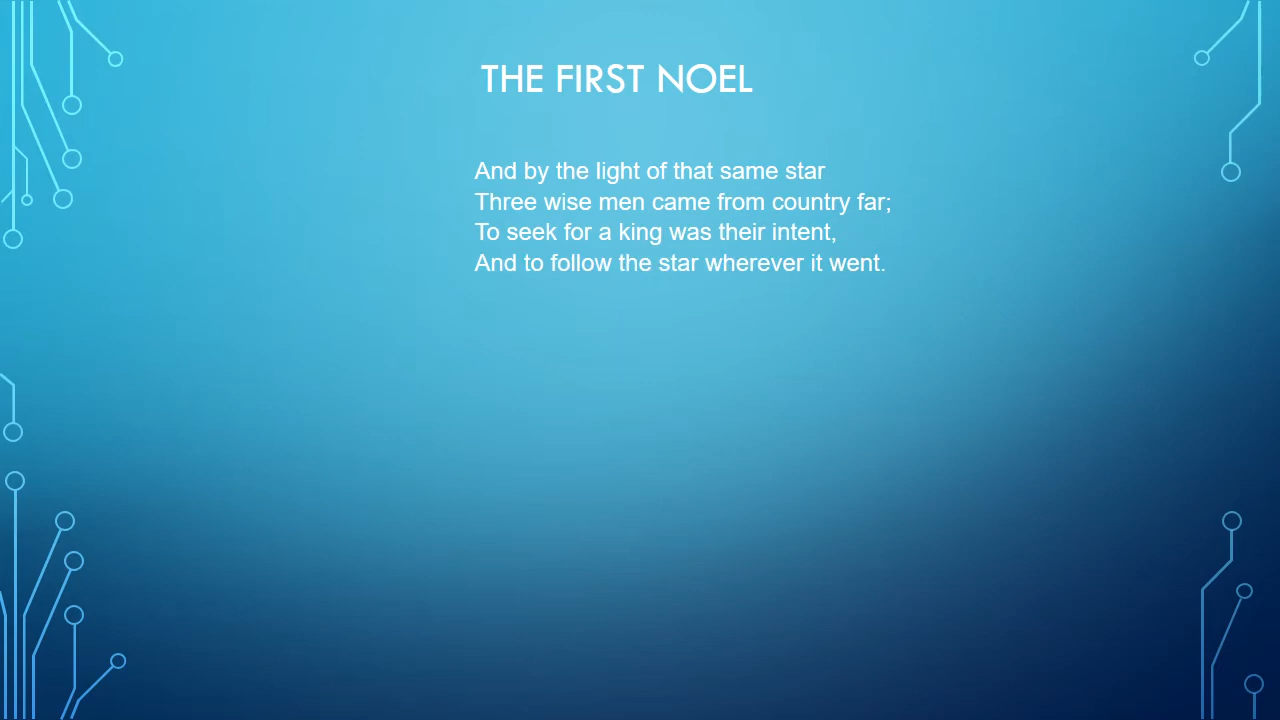 THE FIRST NOEL
And by the light of that same star
Three wise men came from country far;
To seek for a king was their intent,
And to follow the star wherever it went.